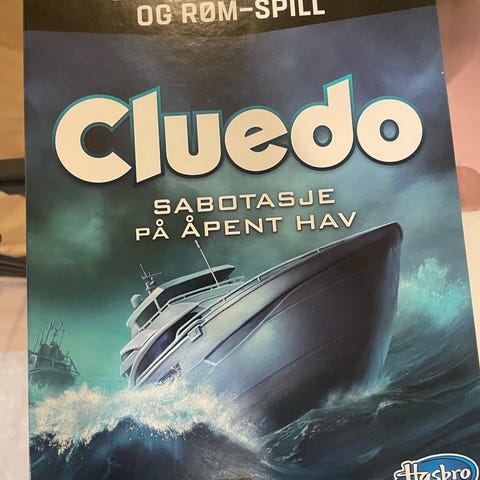 OG RØM-SPILL
Cluedo
SABOTASJE
PÅ ÅPENT HAV
Hasbro